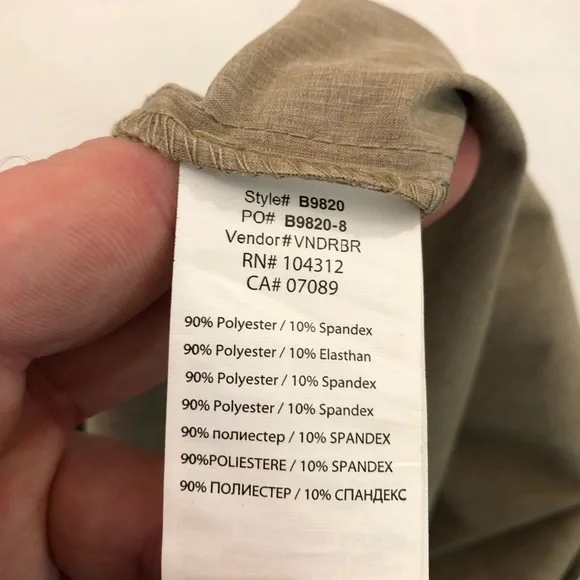 Style# B9820
PO# B9820-8
Vendor# VNDRBR
RN# 104312
CA# 07089
90% Polyester / 10% Spandex
90% Polyester / 10% Elasthan
90% Polyester / 10% Spandex
90% Polyester / 10% Spandex
90% полиестер / 10% SPANDEX
90%POLIESTERE / 10% SPANDEX
90% ПОЛИЕСТЕР / 10% СПАНДЕКС